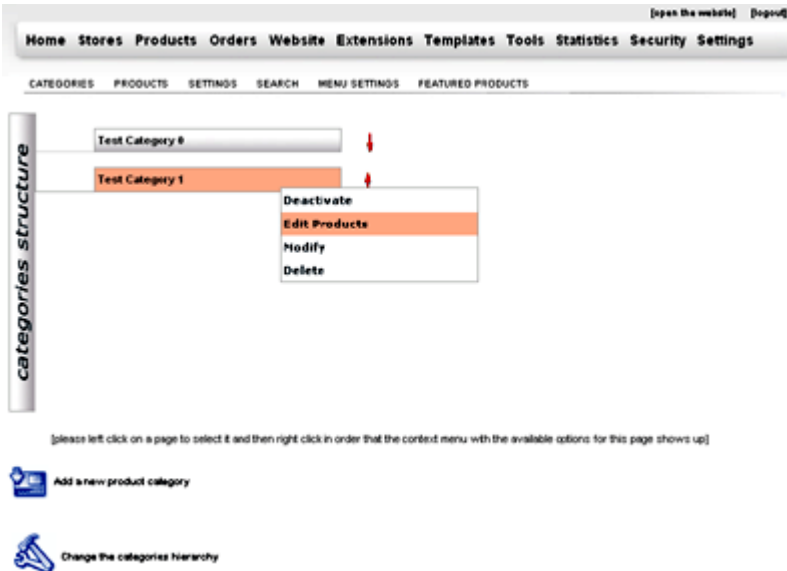 [open the website] [logout]
Home Stores Products Orders Website Extensions Templates Tools Statistics Security Settings
CATEGORIES PRODUCTS SETTINGS SEARCH MENU SETTINGS FEATURED PRODUCTS
categories structure
Test Category 0
Test Category 1
Deactivate
Edit Products
Modify
Delete
[please left click on a page to select it and then right click in order that the context menu with the available options for this page shows up]
Add a new product category
Change the categories hierarchy